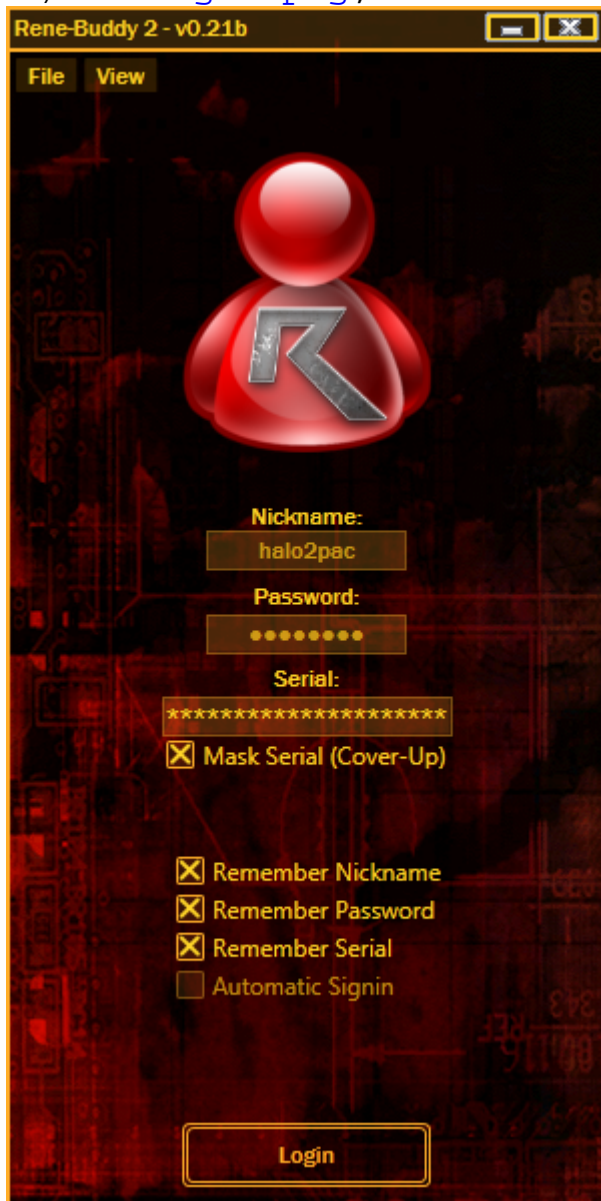 Rene-Buddy 2 - v0.21b
File View
Nickname:
halo2pac
Password:
●●●●●●●●
Serial:
*********************
Mask Serial (Cover-Up)
Remember Nickname
Remember Password
Remember Serial
Automatic Signin
Login